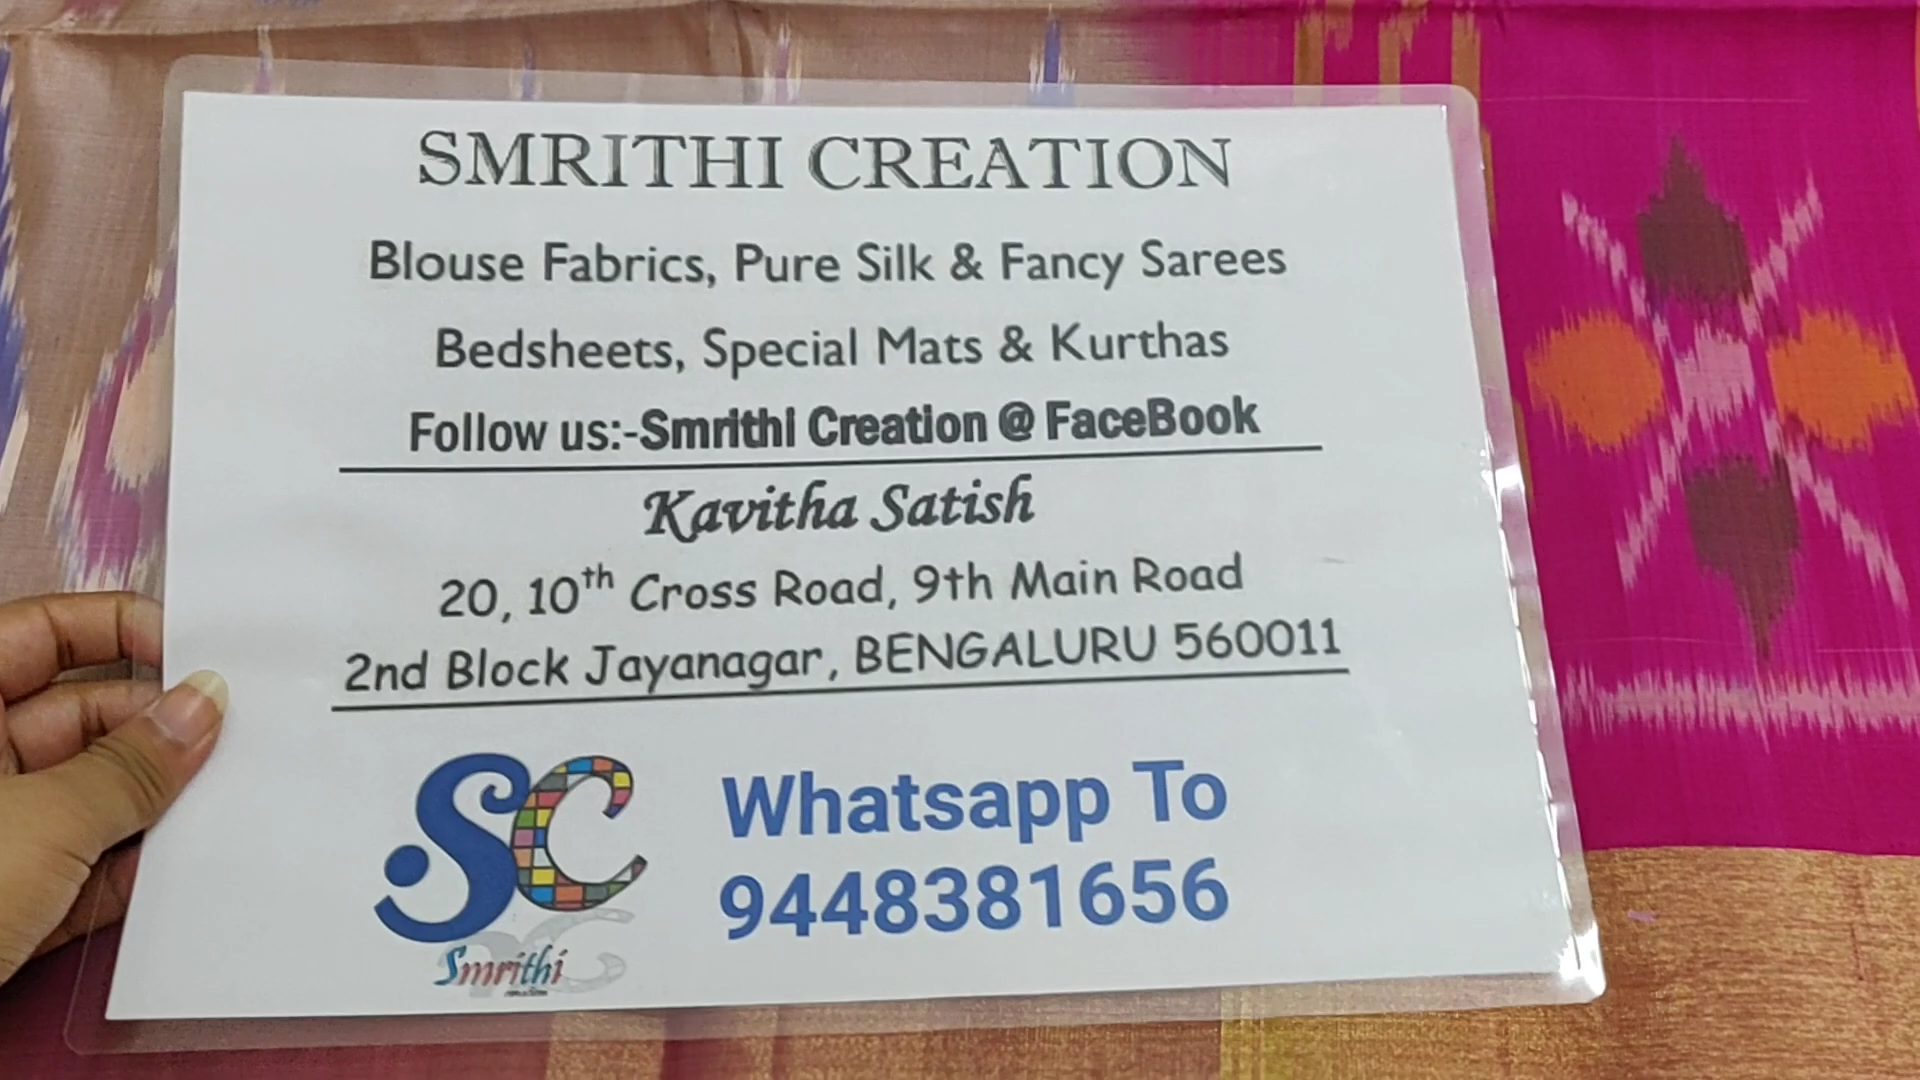 SMRITHI CREATION
Blouse Fabrics, Pure Silk & Fancy Sarees
Bedsheets, Special Mats & Kurthas
Follow us:-Smrithi Creation @ FaceBook
Kavitha Satish
20, 10th Cross Road, 9th Main Road
2nd Block Jayanagar, BENGALURU 560011
SC
Smrithi
Whatsapp To
9448381656